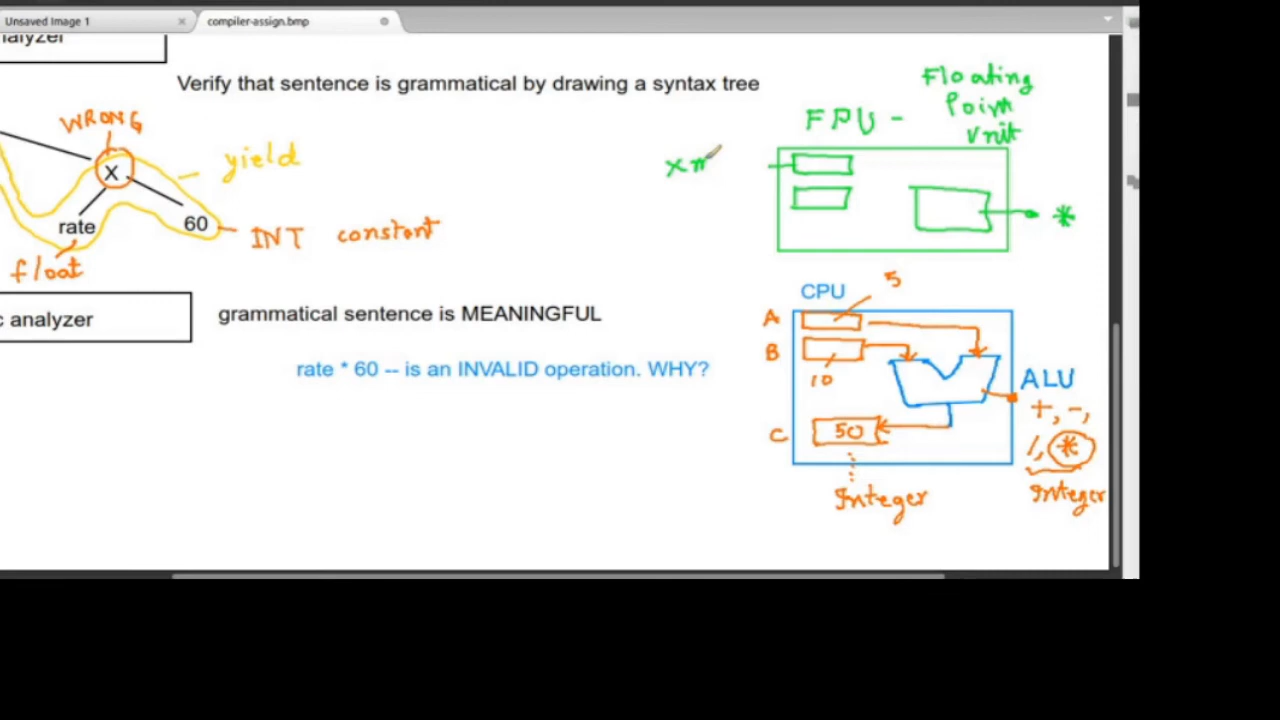 Unsaved Image 1
compiler-assign.bmp
nalyzer
Verify that sentence is grammatical by drawing a syntax tree
Floating
Point
Unit
FPU -
WRONG
yield
xm
X
rate
60
INT constant
*
float
c analyzer
grammatical sentence is MEANINGFUL
CPU
5
A
B
rate * 60 -- is an INVALID operation. WHY?
10
ALU
+, -,
/, *
C
50
Integer
Integer